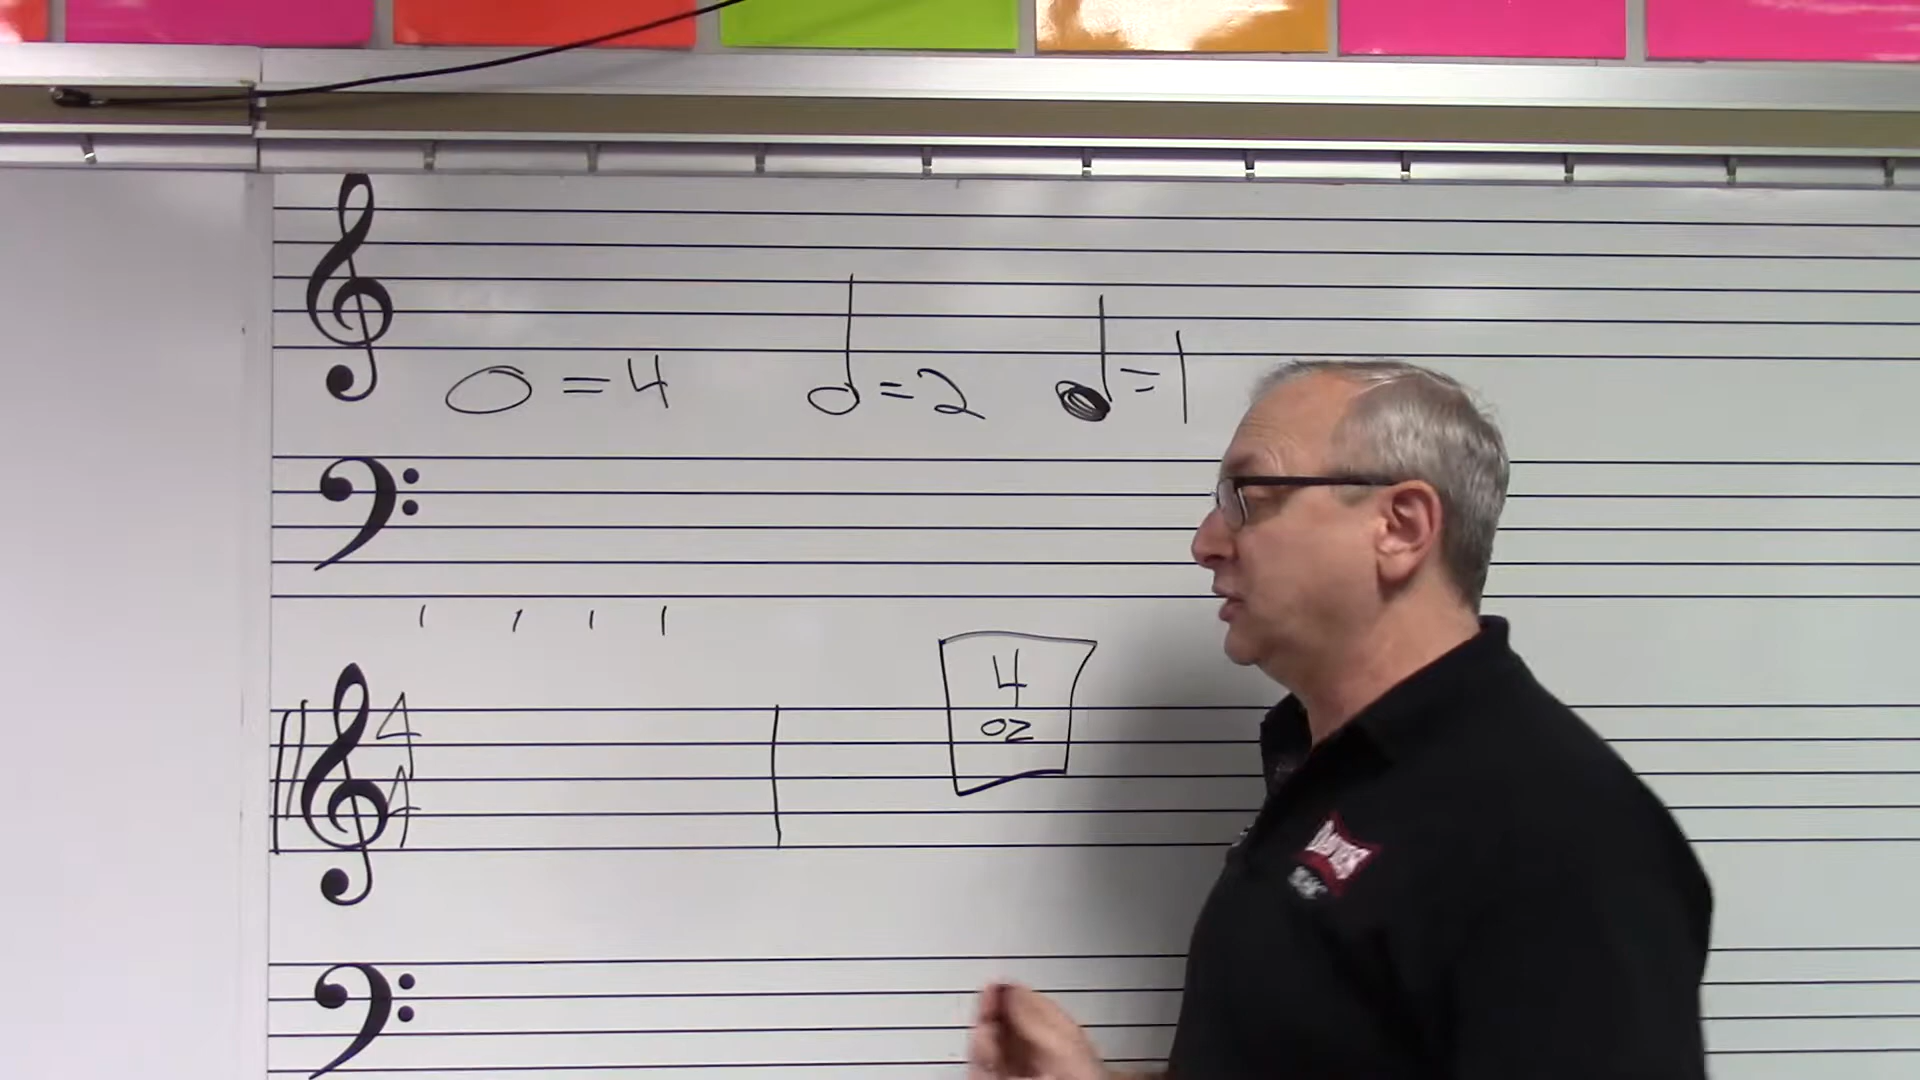 𝅝 = 4 𝅗𝅥 = 2 ♩ = 1
4
4
4
oz